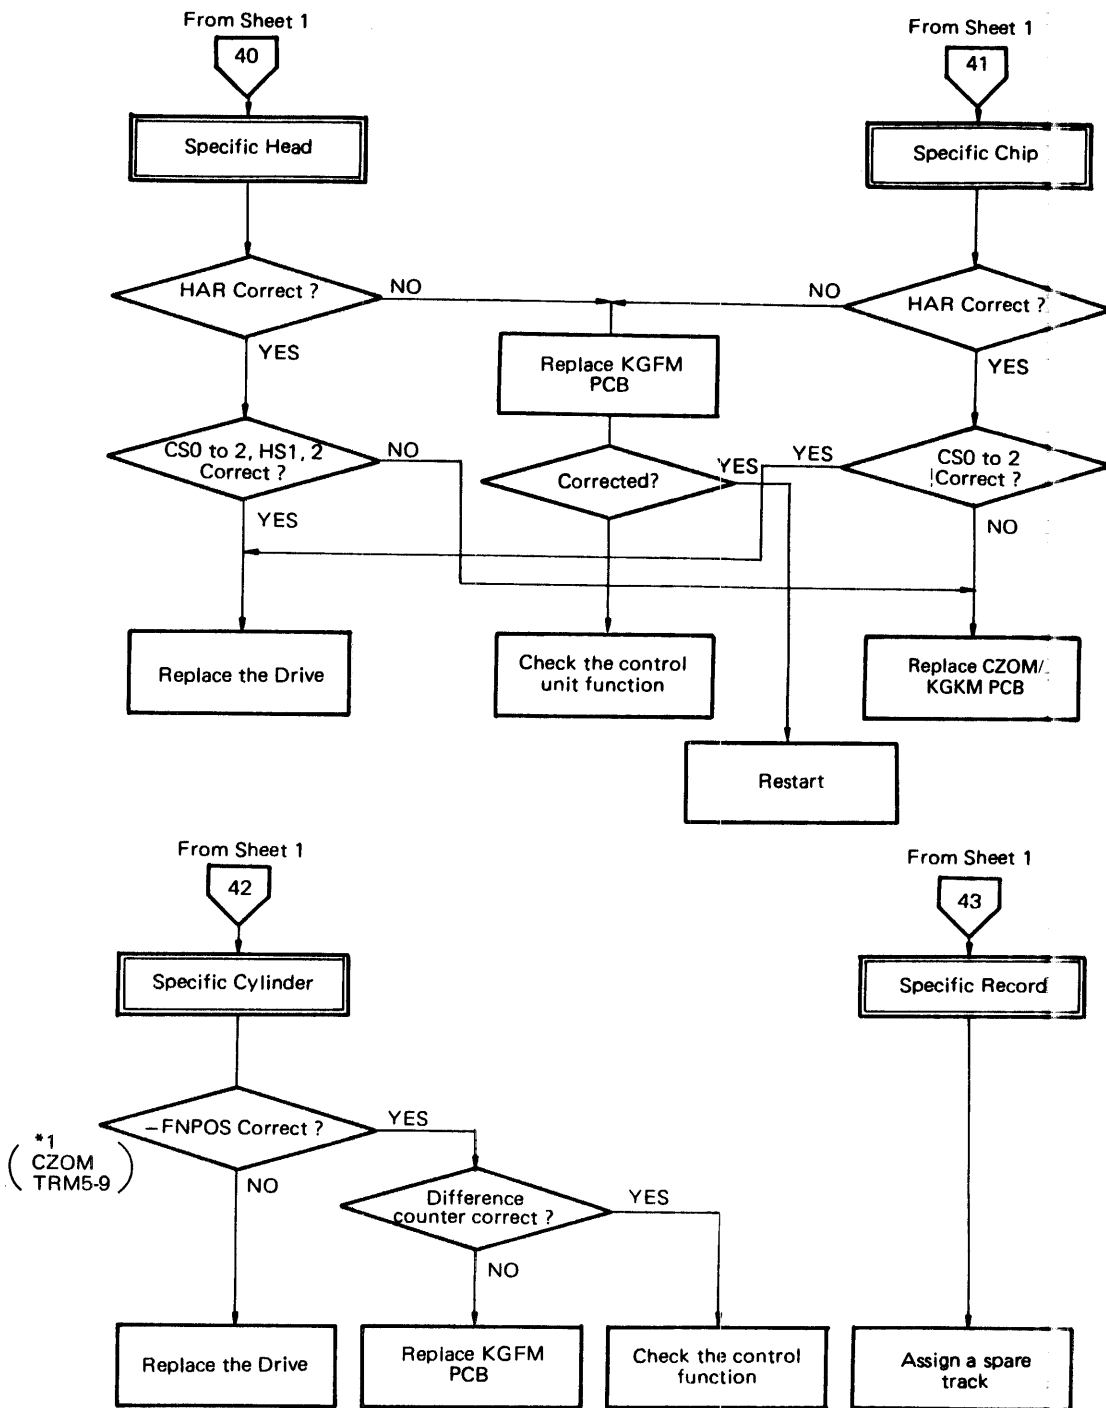 From Sheet 1
40
Specific Head
HAR Correct ?
NO
YES
CS0 to 2, HS1, 2
Correct ?
NO
YES
Replace the Drive
Replace KGFM
PCB
Corrected?
YES
Check the control
unit function
Restart
From Sheet 1
41
Specific Chip
NO
HAR Correct ?
YES
YES
CS0 to 2
Correct ?
NO
Replace CZOM/
KGKM PCB
From Sheet 1
42
Specific Cylinder
–FNPOS Correct ?
*1
CZOM
TRM5-9
YES
NO
Difference
counter correct ?
YES
NO
Replace the Drive
Replace KGFM
PCB
Check the control
function
From Sheet 1
43
Specific Record
Assign a spare
track